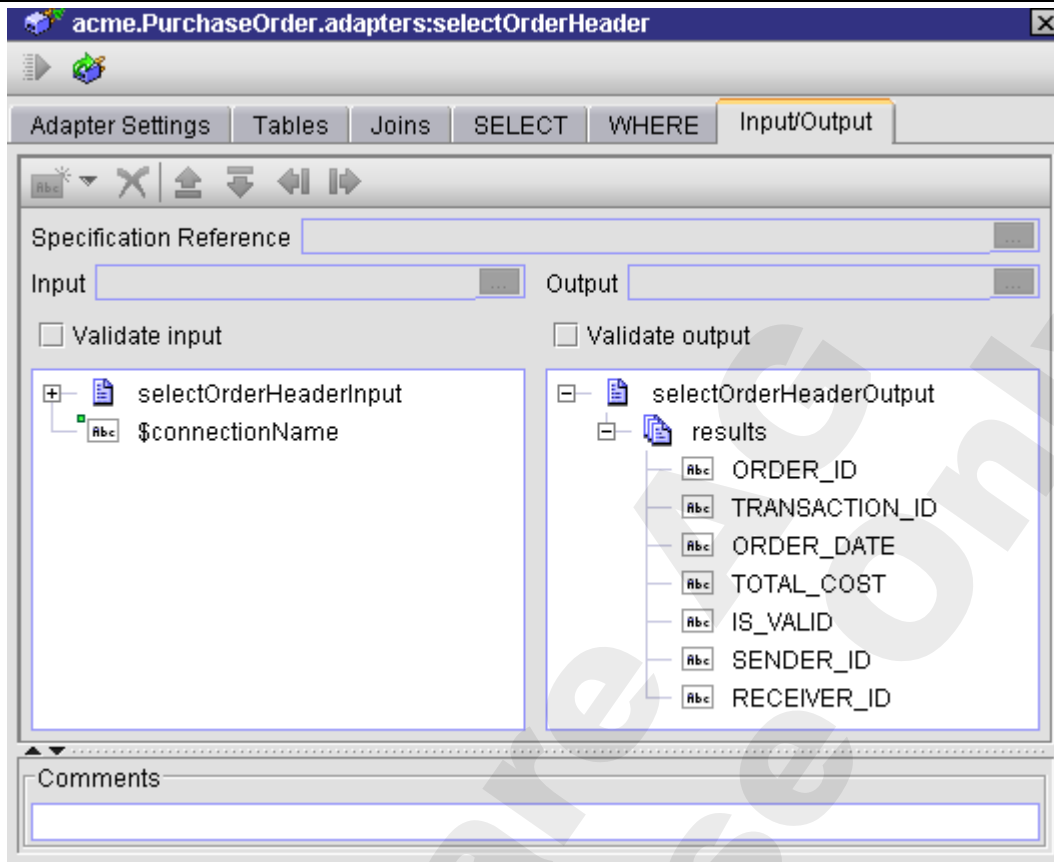 acme.PurchaseOrder.adapters:selectOrderHeader
Adapter Settings Tables Joins SELECT WHERE Input/Output
Specification Reference ...
Input ... Output ...
Validate input Validate output
selectOrderHeaderInput
$connectionName
selectOrderHeaderOutput
results
ORDER_ID
TRANSACTION_ID
ORDER_DATE
TOTAL_COST
IS_VALID
SENDER_ID
RECEIVER_ID
Comments